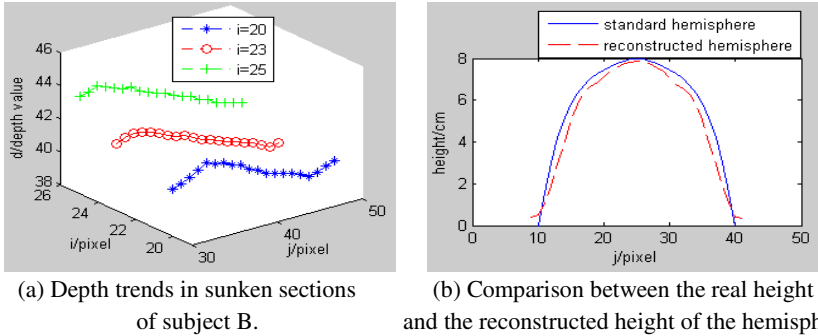 i=20
i=23
i=25
46
44
42
40
38
d/depth value
26
24
22
20
i/pixel
30
40
50
j/pixel
standard hemisphere
reconstructed hemisphere
8
6
4
2
0
height/cm
0 10 20 30 40 50
j/pixel
(a) Depth trends in sunken sections
of subject B.
(b) Comparison between the real height
and the reconstructed height of the hemisph